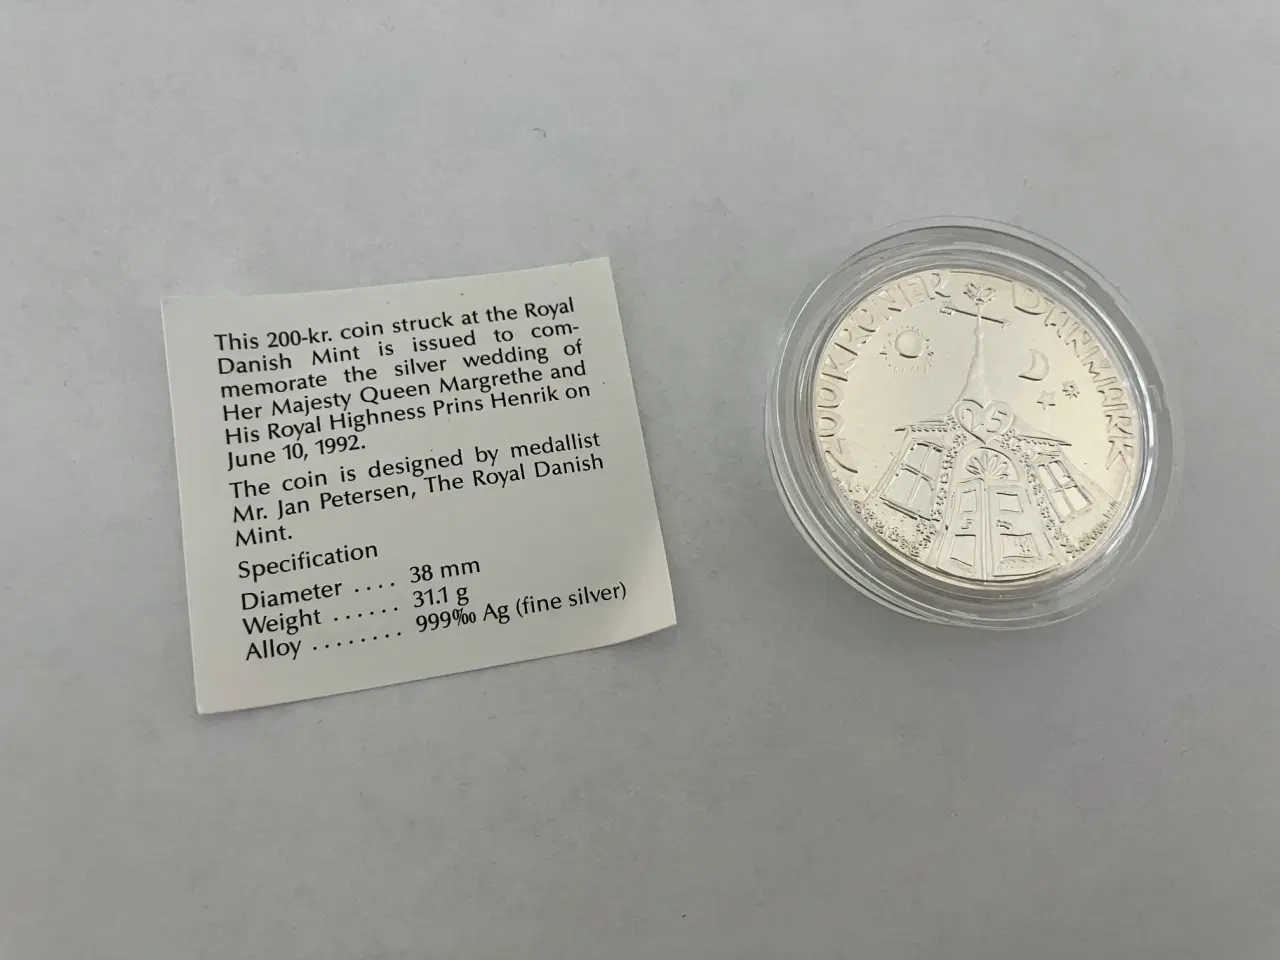 This 200-kr. coin struck at the Royal
Danish Mint is issued to com-
memorate the silver wedding of
Her Majesty Queen Margrethe and
His Royal Highness Prins Henrik on
June 10, 1992.
The coin is designed by medallist
Mr. Jan Petersen, The Royal Danish
Mint.
Specification
Diameter .... 38 mm
Weight ...... 31.1 g
Alloy ........ 999‰ Ag (fine silver)
200 KRONER DANMARK
25